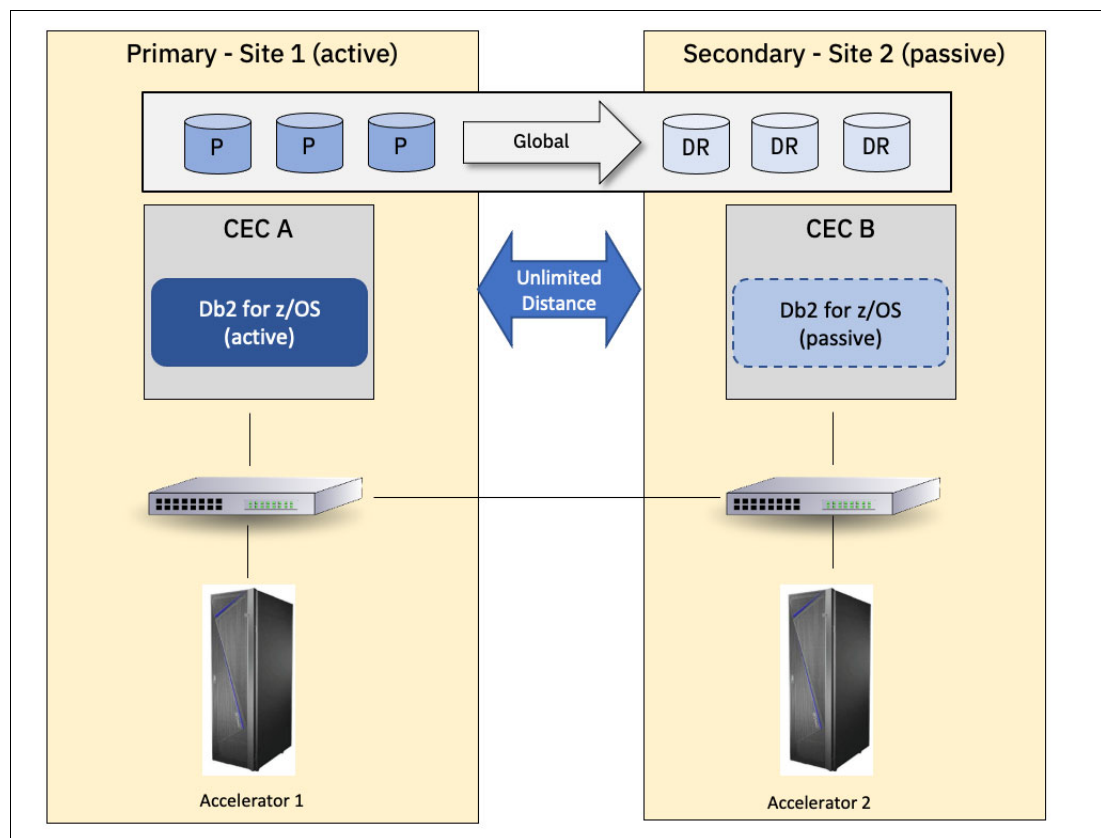 Primary - Site 1 (active)
Secondary - Site 2 (passive)
P
P
P
Global
DR
DR
DR
CEC A
CEC B
Unlimited
Distance
Db2 for z/OS
(active)
Db2 for z/OS
(passive)
Accelerator 1
Accelerator 2